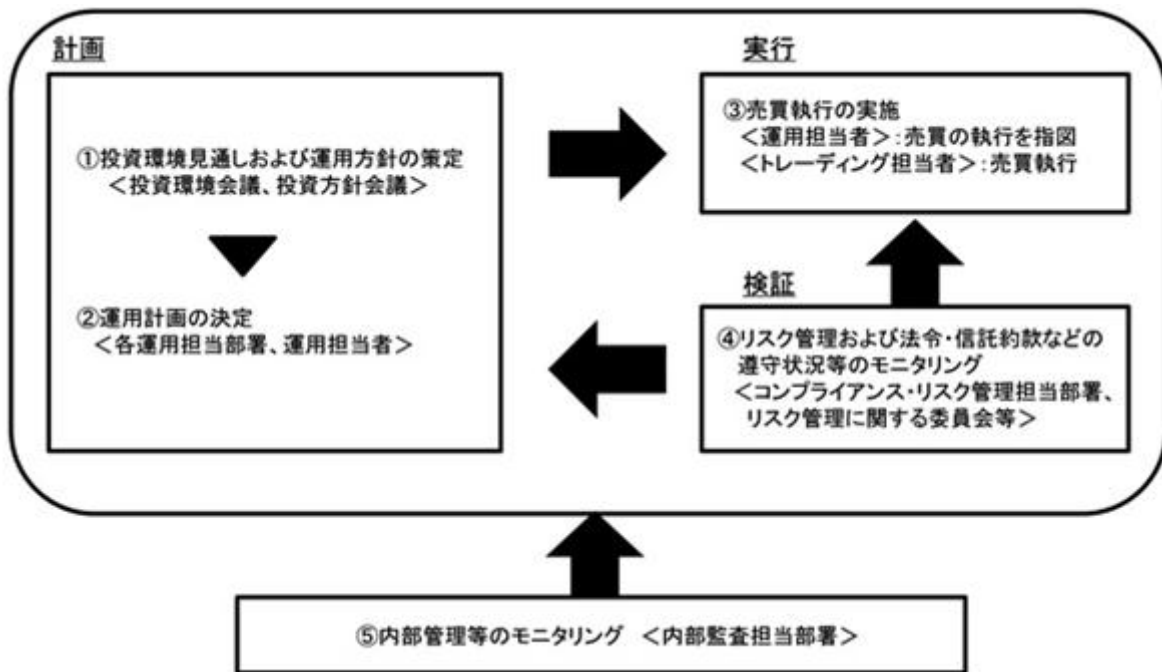 計画
①投資環境見通しおよび運用方針の策定
＜投資環境会議、投資方針会議＞
②運用計画の決定
＜各運用担当部署、運用担当者＞
実行
③売買執行の実施
＜運用担当者＞：売買の執行を指図
＜トレーディング担当者＞：売買執行
検証
④リスク管理および法令・信託約款などの
遵守状況等のモニタリング
＜コンプライアンス・リスク管理担当部署、
リスク管理に関する委員会等＞
⑤内部管理等のモニタリング ＜内部監査担当部署＞